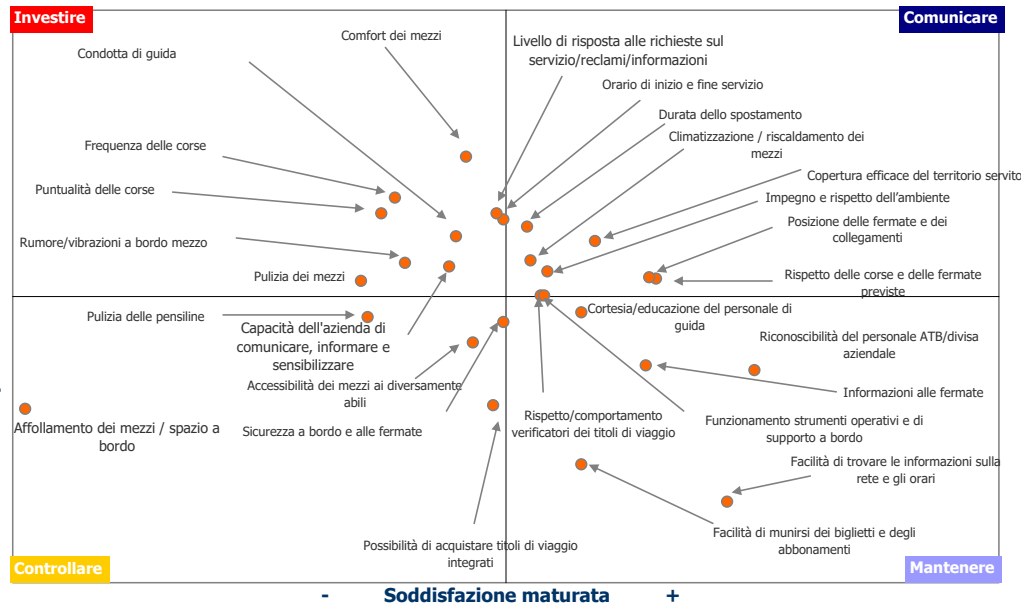 Investire
Comunicare
Comfort dei mezzi
Livello di risposta alle richieste sul
servizio/reclami/informazioni
Condotta di guida
Orario di inizio e fine servizio
Durata dello spostamento
Climatizzazione / riscaldamento dei
mezzi
Frequenza delle corse
Copertura efficace del territorio servito
Puntualità delle corse
Impegno e rispetto dell'ambiente
Posizione delle fermate e dei
collegamenti
Rumore/vibrazioni a bordo mezzo
Pulizia dei mezzi
Rispetto delle corse e delle fermate
previste
Pulizia delle pensiline
Cortesia/educazione del personale di
guida
Capacità dell'azienda di
comunicare, informare e
sensibilizzare
Riconoscibilità del personale ATB/divisa
aziendale
Accessibilità dei mezzi ai diversamente
abili
Informazioni alle fermate
Affollamento dei mezzi / spazio a
bordo
Sicurezza a bordo e alle fermate
Rispetto/comportamento
verificatori dei titoli di viaggio
Funzionamento strumenti operativi e di
supporto a bordo
Facilità di trovare le informazioni sulla
rete e gli orari
Facilità di munirsi dei biglietti e degli
abbonamenti
Possibilità di acquistare titoli di viaggio
integrati
Controllare
Mantenere
- Soddisfazione maturata +